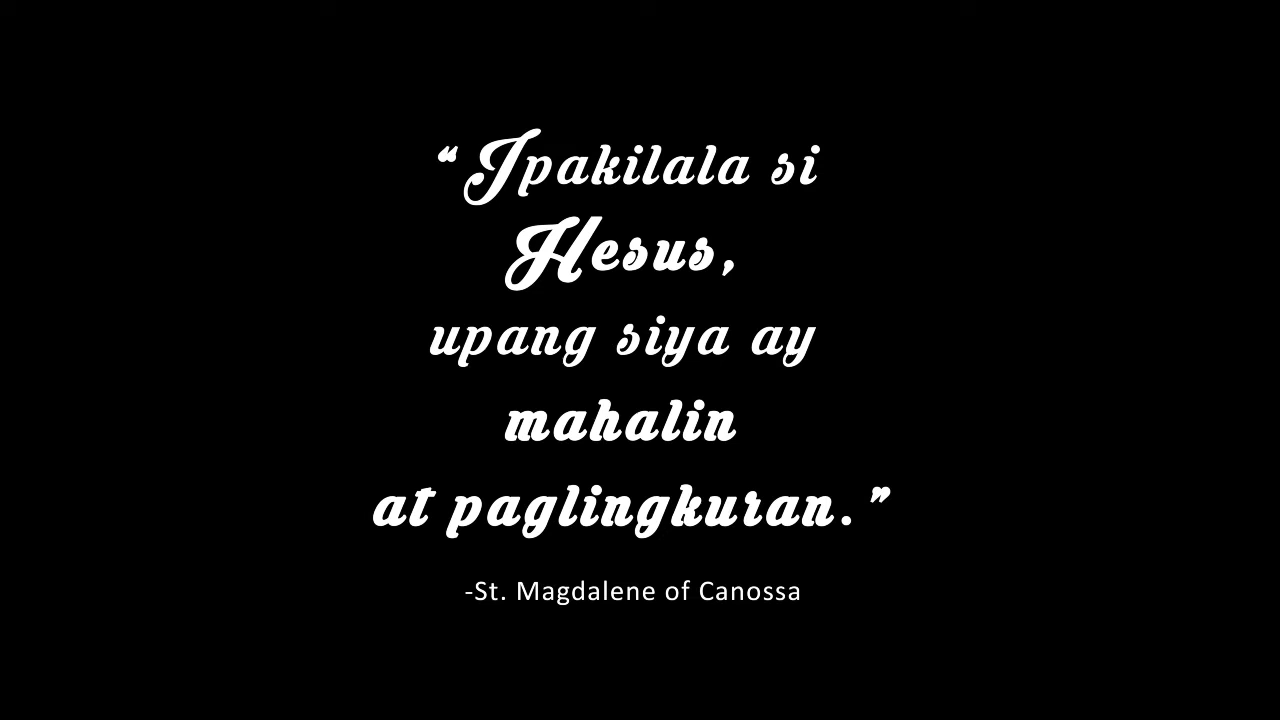 “Ipakilala si
Hesus,
upang siya ay
mahalin
at paglingkuran.”
-St. Magdalene of Canossa